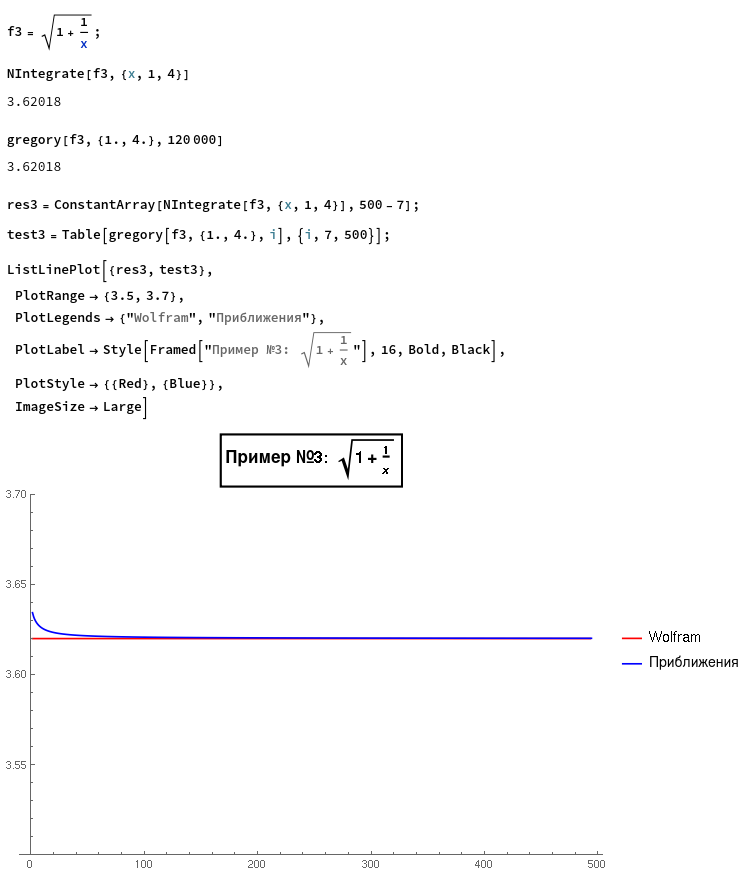 f3 = √(1 + 1/x) ;
NIntegrate[f3, {x, 1, 4}]
3.62018
gregory[f3, {1., 4.}, 120 000]
3.62018
res3 = ConstantArray[NIntegrate[f3, {x, 1, 4}], 500 - 7];
test3 = Table[gregory[f3, {1., 4.}, i], {i, 7, 500}];
ListLinePlot[{res3, test3},
PlotRange → {3.5, 3.7},
PlotLegends → {"Wolfram", "Приближения"},
PlotLabel → Style[Framed["Пример №3: √(1 + 1/x) "], 16, Bold, Black],
PlotStyle → {{Red}, {Blue}},
ImageSize → Large]
Пример №3: √(1 + 1/x)
3.70
3.65
3.60
3.55
Wolfram
Приближения
0 100 200 300 400 500